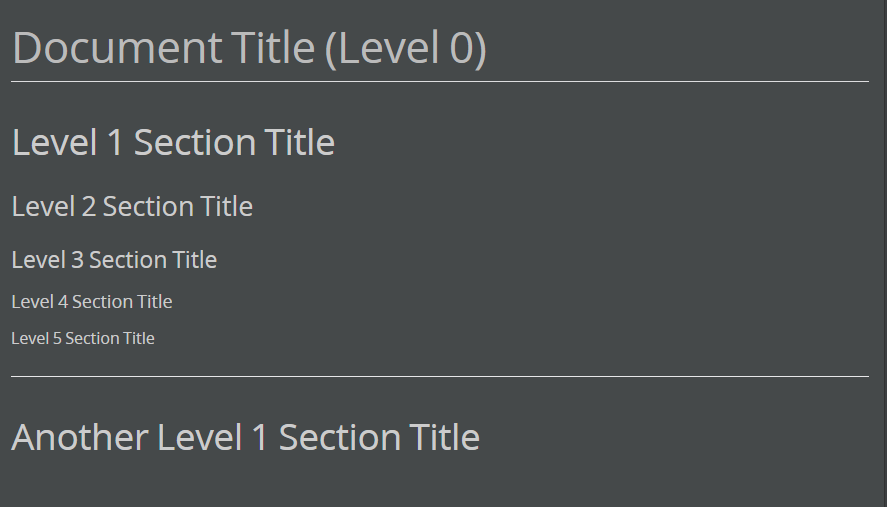 Document Title (Level 0)
Level 1 Section Title
Level 2 Section Title
Level 3 Section Title
Level 4 Section Title
Level 5 Section Title
Another Level 1 Section Title